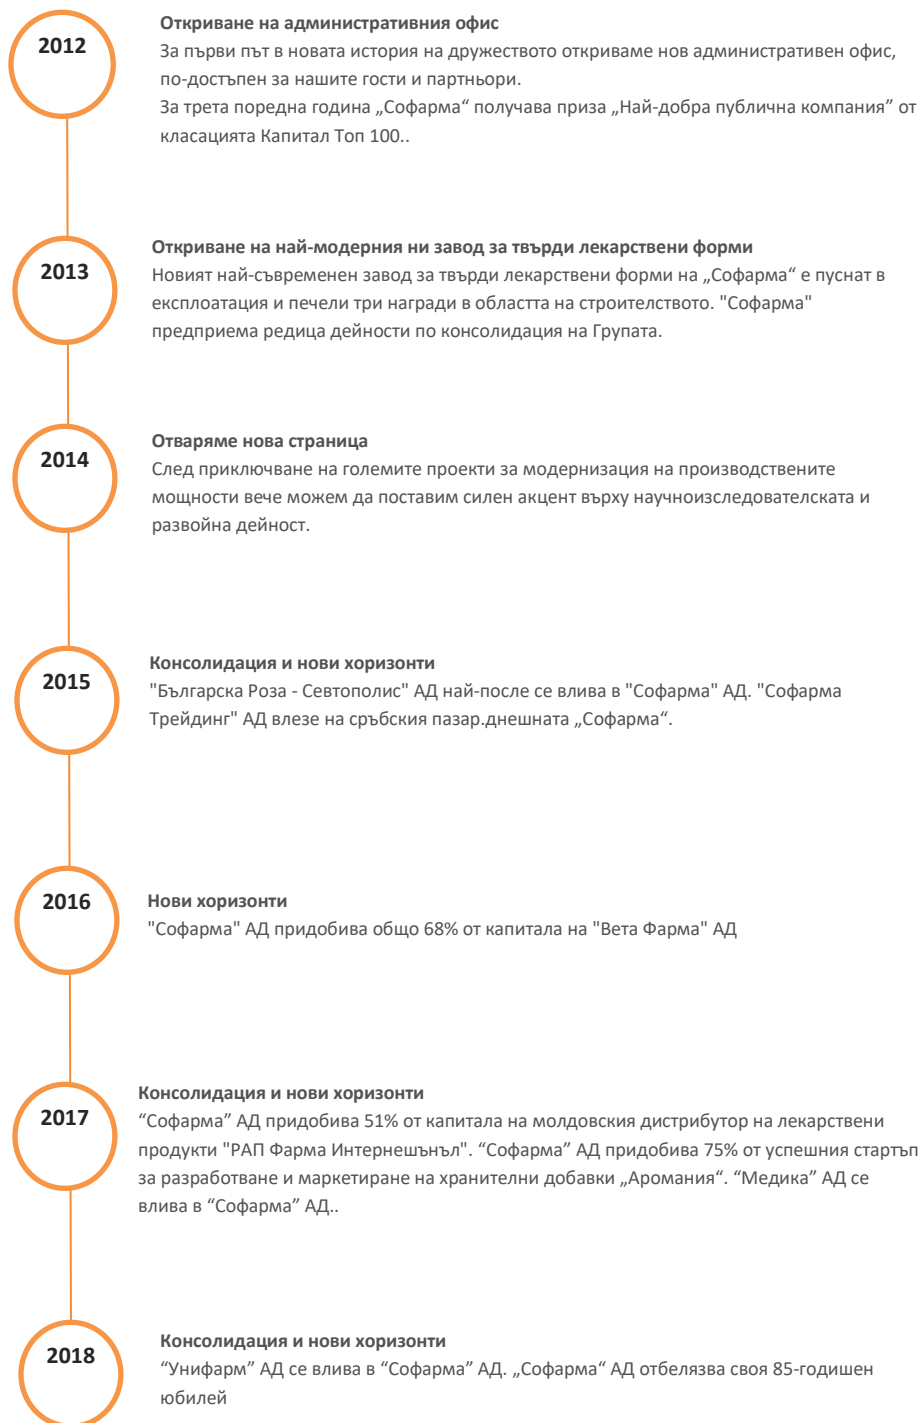 2012
Откриване на административния офис
За първи път в новата история на дружеството откриваме нов административен офис,
по-достъпен за нашите гости и партньори.
За трета поредна година „Софарма“ получава приза „Най-добра публична компания” от
класацията Капитал Топ 100..
2013
Откриване на най-модерния ни завод за твърди лекарствени форми
Новият най-съвременен завод за твърди лекарствени форми на „Софарма“ е пуснат в
експлоатация и печели три награди в областта на строителството. "Софарма"
предприема редица дейности по консолидация на Групата.
2014
Отваряме нова страница
След приключване на големите проекти за модернизация на производствените
мощности вече можем да поставим силен акцент върху научноизследователската и
развойна дейност.
2015
Консолидация и нови хоризонти
"Българска Роза - Севтополис" АД най-после се влива в "Софарма" АД. "Софарма
Трейдинг" АД влезе на сръбския пазар.днешната „Софарма“.
2016
Нови хоризонти
"Софарма" АД придобива общо 68% от капитала на "Вета Фарма" АД
2017
Консолидация и нови хоризонти
“Софарма” АД придобива 51% от капитала на молдовския дистрибутор на лекарствени
продукти "РАП Фарма Интернешънъл". “Софарма” АД придобива 75% от успешния стартъп
за разработване и маркетиране на хранителни добавки „Аромания“. “Медика” АД се
влива в “Софарма” АД..
2018
Консолидация и нови хоризонти
“Унифарм” АД се влива в “Софарма” АД. „Софарма“ АД отбелязва своя 85-годишен
юбилей